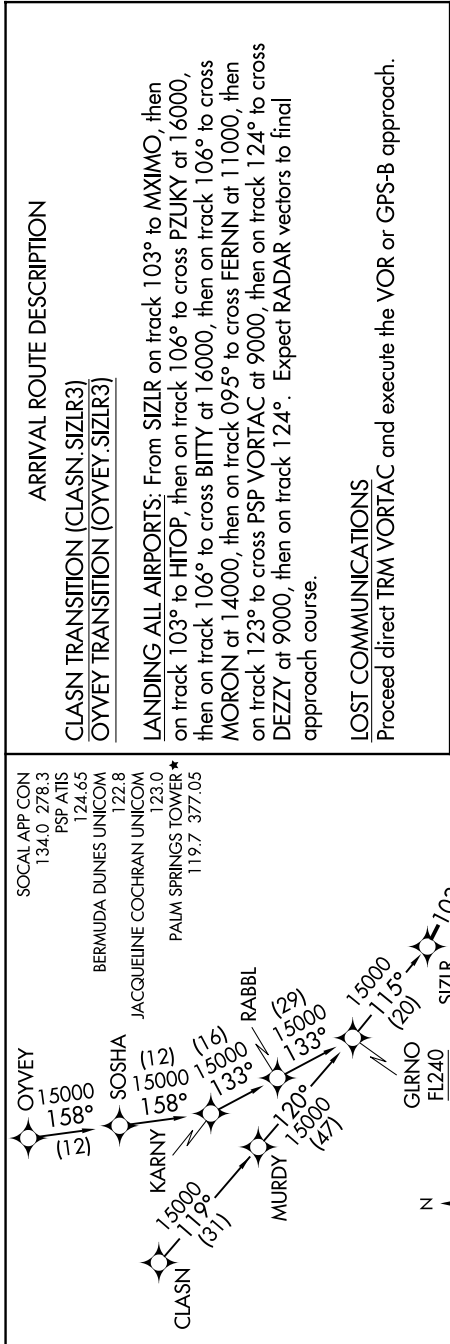 ARRIVAL ROUTE DESCRIPTION
CLASN TRANSITION (CLASN.SIZLR3)
OYVEY TRANSITION (OYVEY.SIZLR3)
LANDING ALL AIRPORTS: From SIZLR on track 103° to MXIMO, then
on track 103° to HITOP, then on track 106° to cross PZUKY at 16000,
then on track 106° to cross BITTY at 16000, then on track 106° to cross
MORON at 14000, then on track 095° to cross FERNN at 11000, then
on track 123° to cross PSP VORTAC at 9000, then on track 124° to cross
DEZZY at 9000, then on track 124°. Expect RADAR vectors to final
approach course.
LOST COMMUNICATIONS
Proceed direct TRM VORTAC and execute the VOR or GPS-B approach.
SOCAL APP CON
134.0 278.3
PSP ATIS
124.65
BERMUDA DUNES UNICOM
122.8
JACQUELINE COCHRAN UNICOM
123.0
PALM SPRINGS TOWER★
119.7 377.05
OYVEY
15000
158°
(12)
SOSHA
(12)
15000
158°
KARNY
(16)
15000
133°
RABBL
(29)
15000
133°
CLASN
15000
119°
(31)
MURDY
120°
15000
(47)
GLRNO
FL240
15000
115°
(20)
SIZLR
N